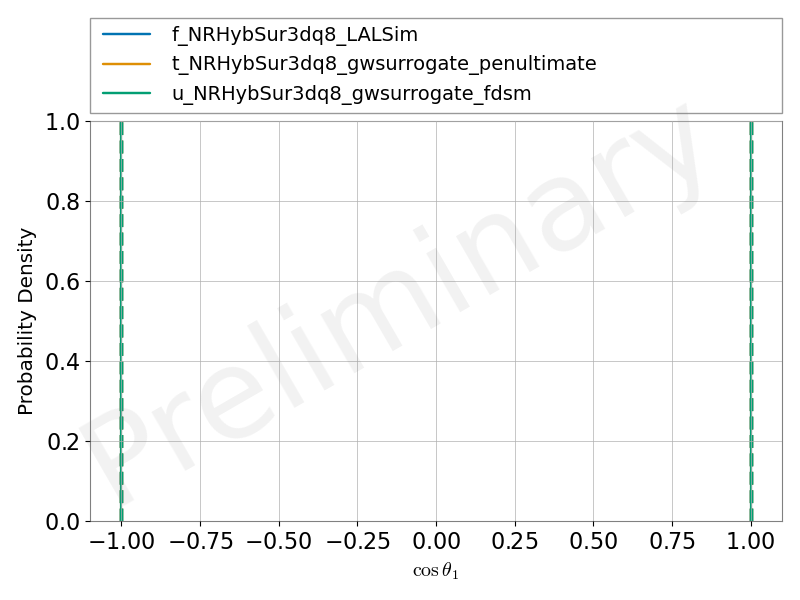 f_NRHybSur3dq8_LALSim
t_NRHybSur3dq8_gwsurrogate_penultimate
u_NRHybSur3dq8_gwsurrogate_fdsm
1.0
0.8
0.6
0.4
0.2
0.0
Probability Density
Preliminary
−1.00 −0.75 −0.50 −0.25 0.00 0.25 0.50 0.75 1.00
cos θ₁